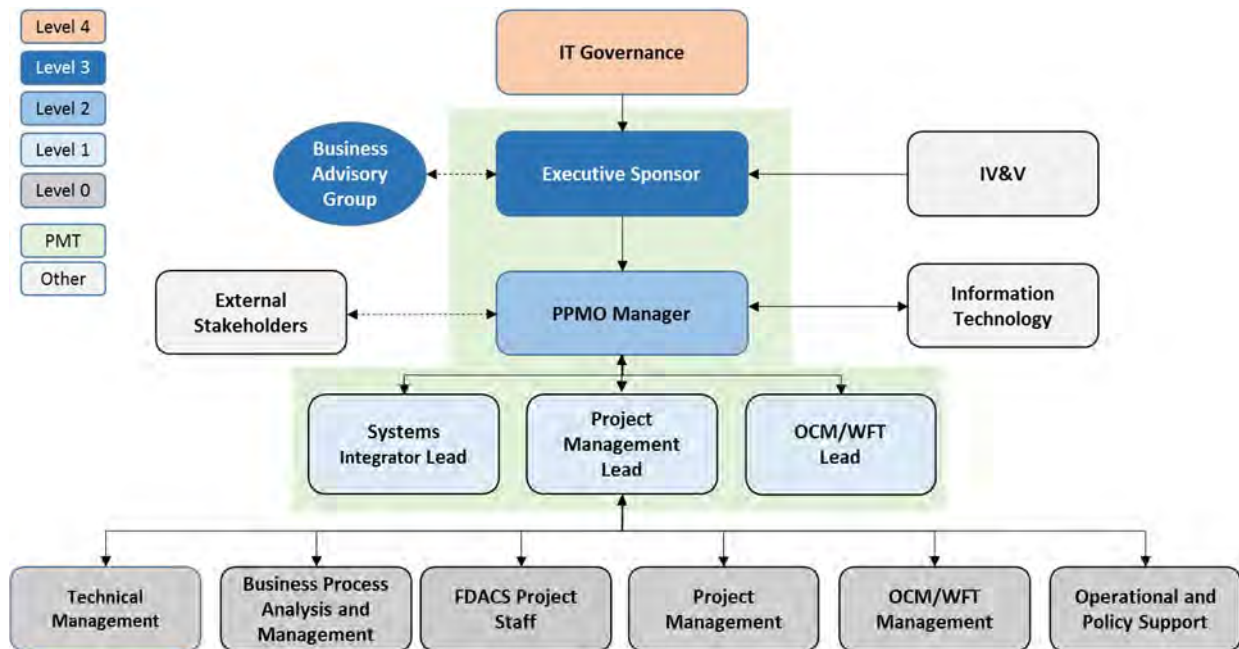 Level 4
Level 3
Level 2
Level 1
Level 0
PMT
Other
IT Governance
Business
Advisory
Group
Executive Sponsor
IV&V
External
Stakeholders
PPMO Manager
Information
Technology
Systems
Integrator Lead
Project
Management
Lead
OCM/WFT
Lead
Technical
Management
Business Process
Analysis and
Management
FDACS Project
Staff
Project
Management
OCM/WFT
Management
Operational and
Policy Support